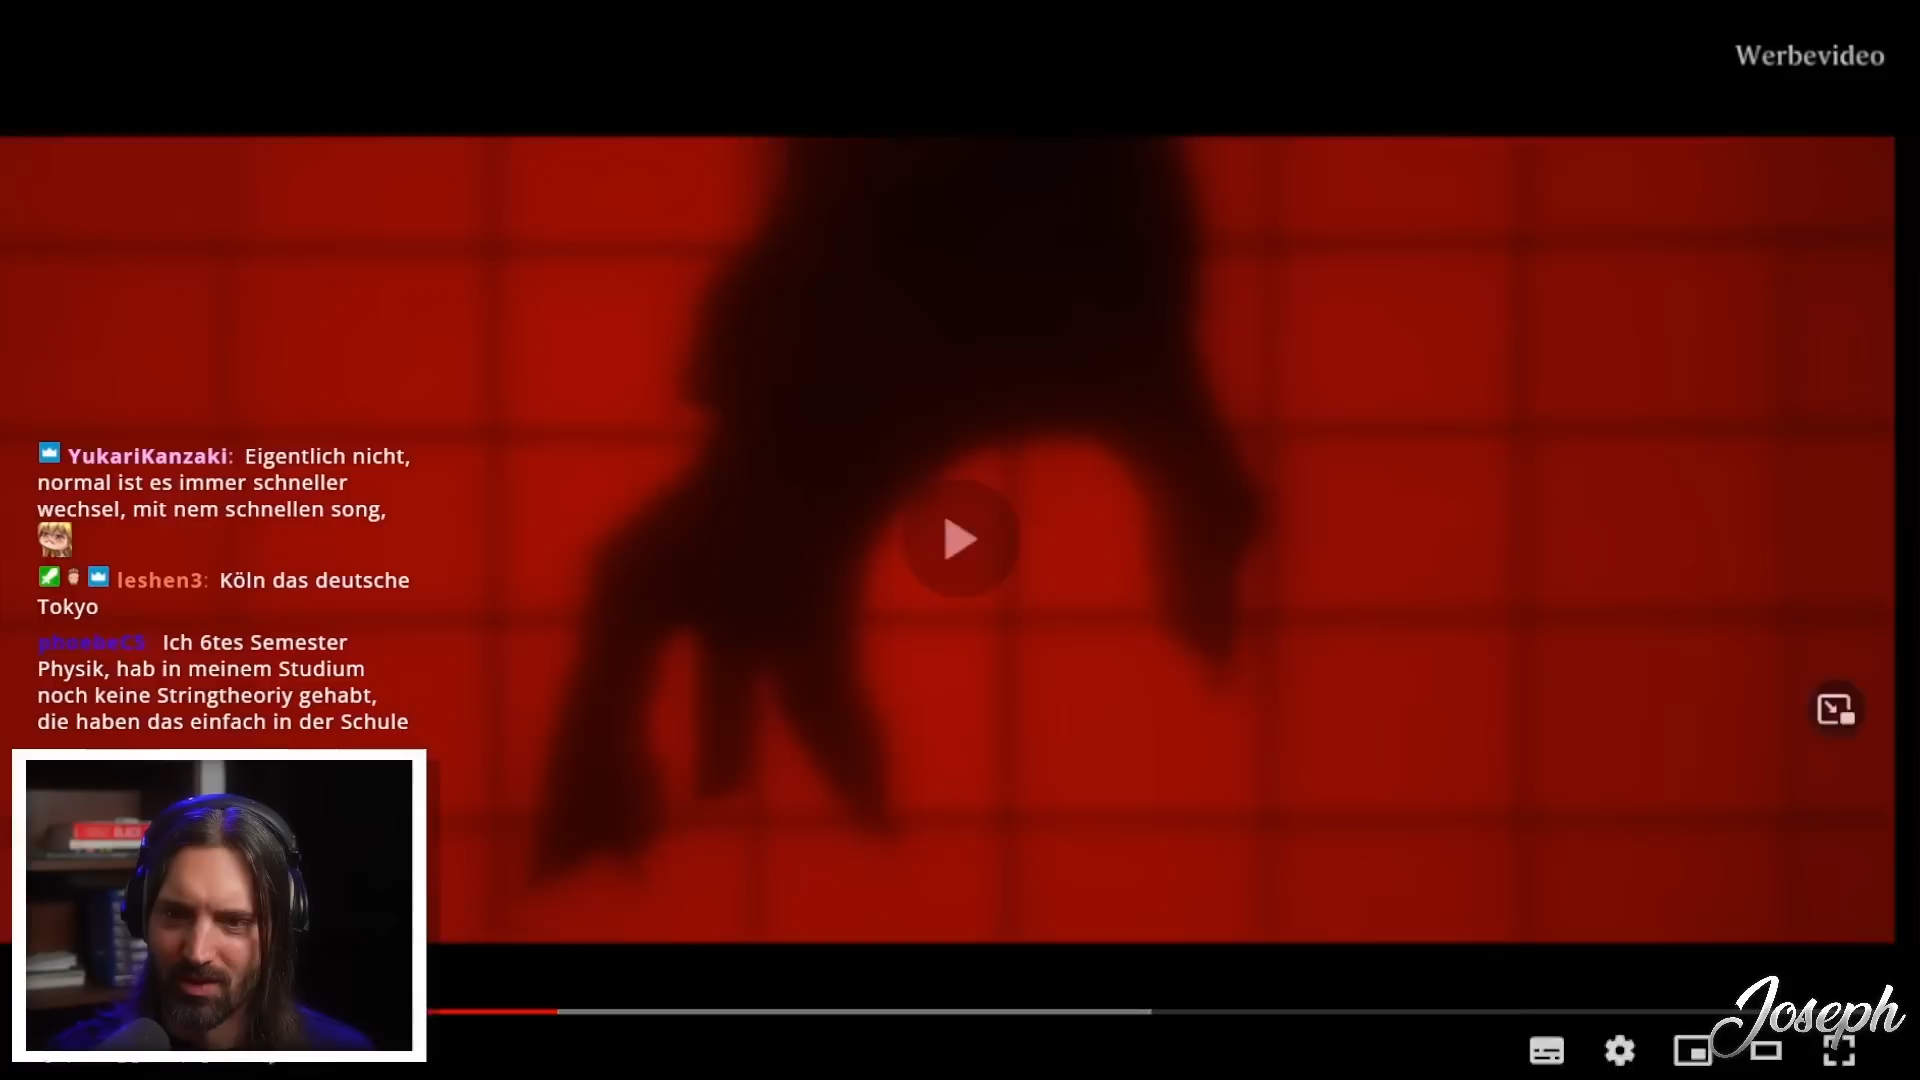 Werbevideo
YukariKanzaki: Eigentlich nicht,
normal ist es immer schneller
wechsel, mit nem schnellen song,
leshen3: Köln das deutsche
Tokyo
phoebeCS Ich 6tes Semester
Physik, hab in meinem Studium
noch keine Stringtheoriy gehabt,
die haben das einfach in der Schule
Joseph